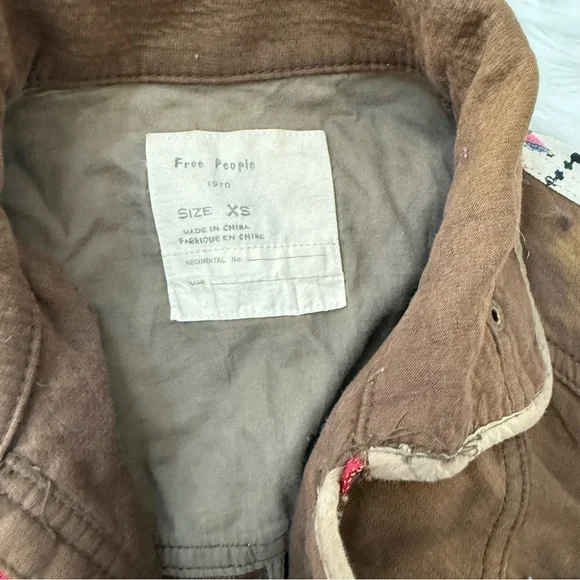 Free People
1970
SIZE XS
MADE IN CHINA
FABRIQUE EN CHINE
REGIMENTAL No.
NAME